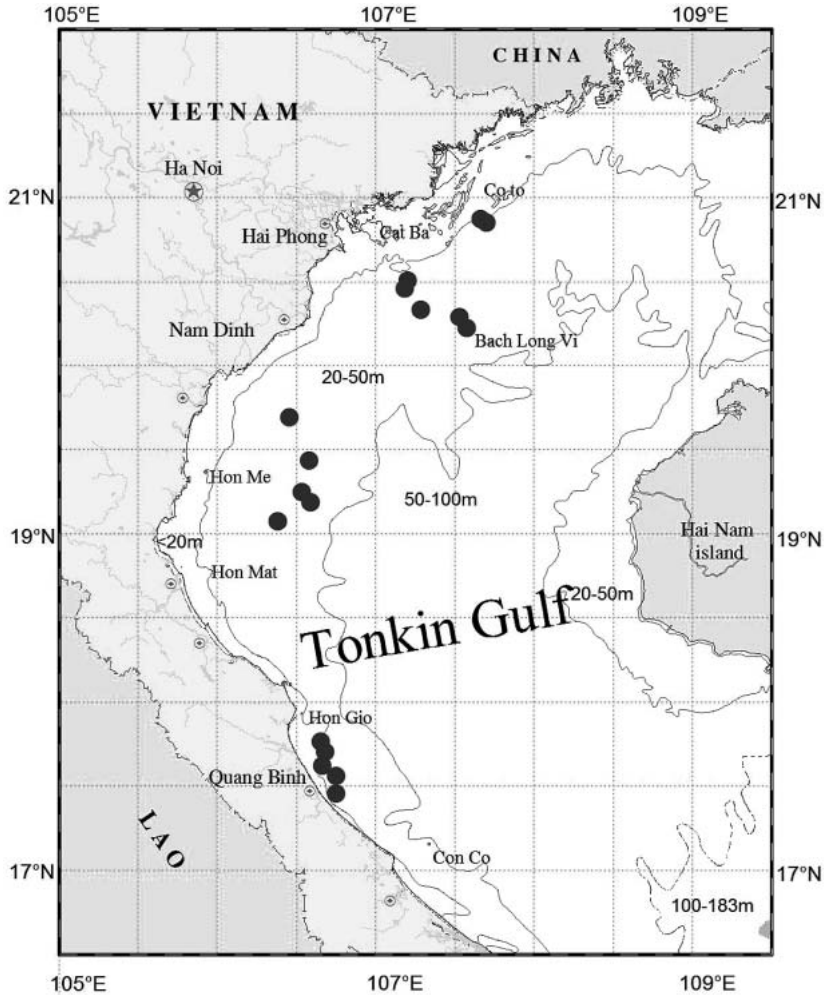 105°E 107°E 109°E
CHINA
VIETNAM
Ha Noi
21°N 21°N
Co to
Hai Phong
Cat Ba
Nam Dinh
Bach Long Vi
20-50m
Hon Me
50-100m
<20m
19°N 19°N
Hai Nam
island
Hon Mat
20-50m
Tonkin Gulf
Hon Gio
Quang Binh
LAO
Con Co
17°N 17°N
100-183m
105°E 107°E 109°E